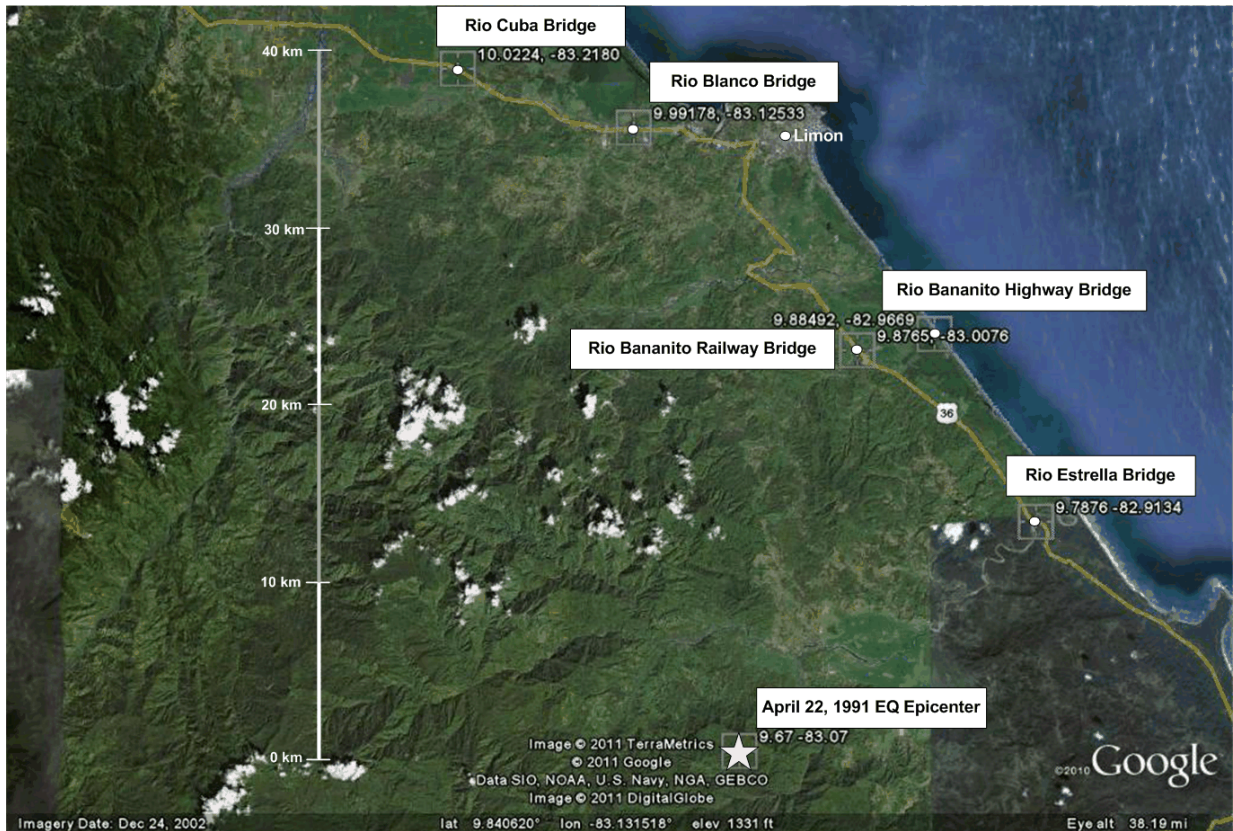 Rio Cuba Bridge
40 km
10.0224, -83.2180
Rio Blanco Bridge
9.99178, -83.12533
Limon
30 km
Rio Bananito Highway Bridge
9.88492, -82.9669
9.8765, -83.0076
Rio Bananito Railway Bridge
20 km
36
Rio Estrella Bridge
9.7876 -82.9134
10 km
April 22, 1991 EQ Epicenter
9.67 -83.07
0 km
Image © 2011 TerraMetrics
© 2011 Google
Data SIO, NOAA, U.S. Navy, NGA, GEBCO
Image © 2011 DigitalGlobe
©2010 Google
Imagery Date: Dec 24, 2002
lat 9.840620° lon -83.131518° elev 1331 ft
Eye alt 38.19 mi